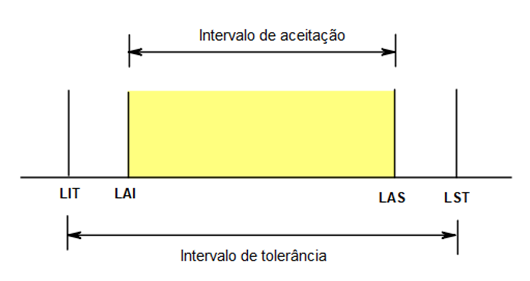 Intervalo de aceitação
LIT LAI LAS LST
Intervalo de tolerância